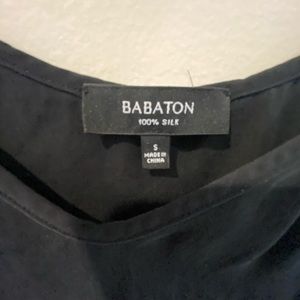 BABATON
100% SILK
S
MADE IN
CHINA